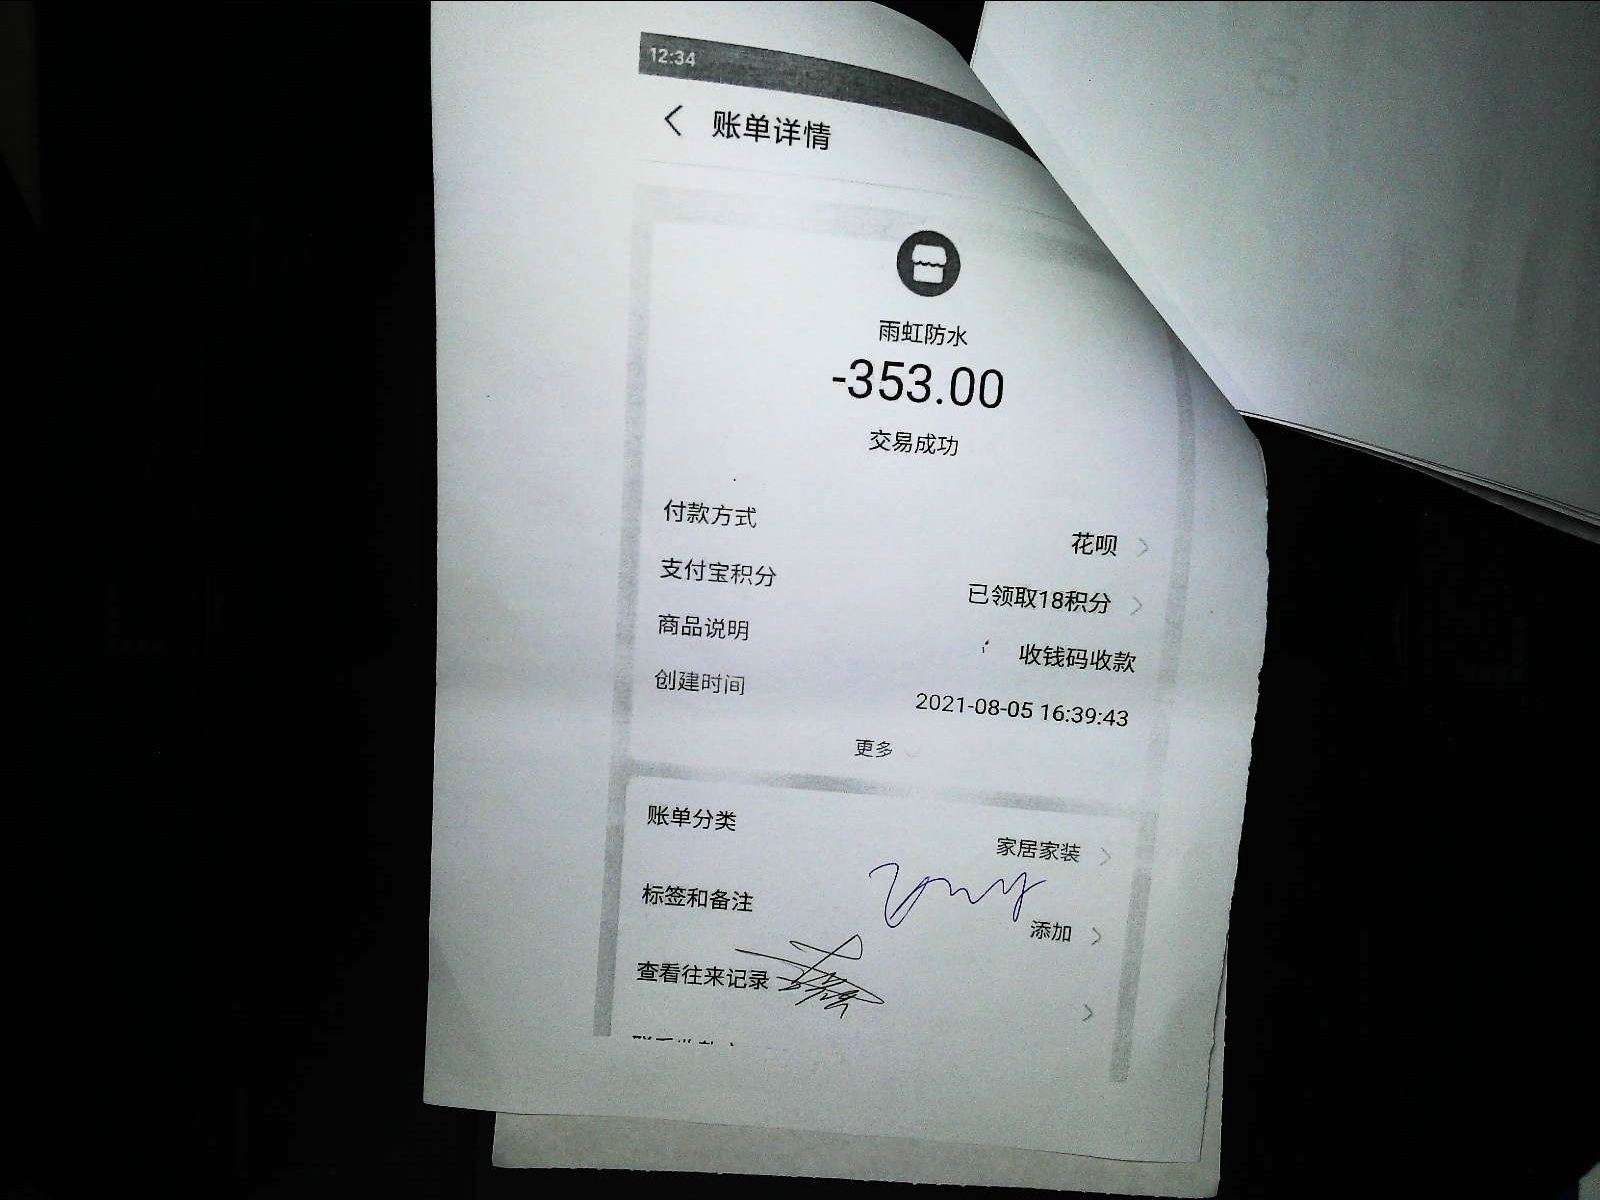 12:34
账单详情
雨虹防水
-353.00
交易成功
付款方式 花呗
支付宝积分 已领取18积分
商品说明 收钱码收款
创建时间 2021-08-05 16:39:43
更多
账单分类 家居家装
标签和备注 添加
查看往来记录